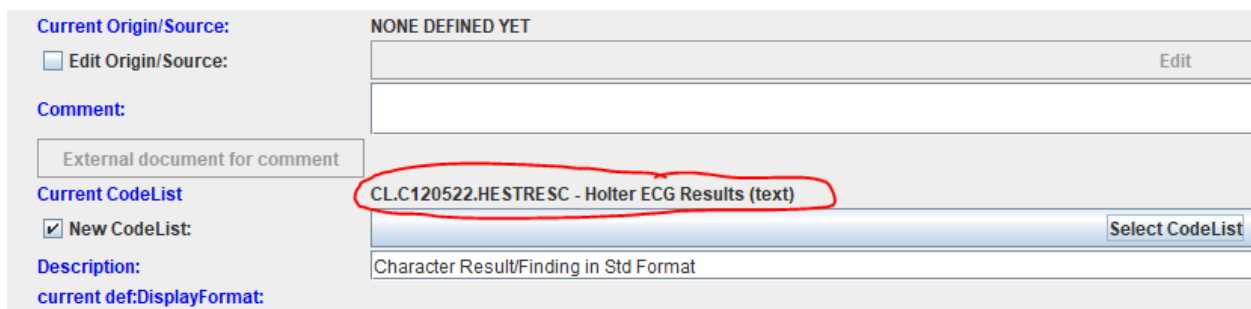 Current Origin/Source: NONE DEFINED YET
Edit Origin/Source: Edit
Comment:
External document for comment
Current CodeList CL.C120522.HESTRESC - Holter ECG Results (text)
New CodeList: Select CodeList
Description: Character Result/Finding in Std Format
current def:DisplayFormat: